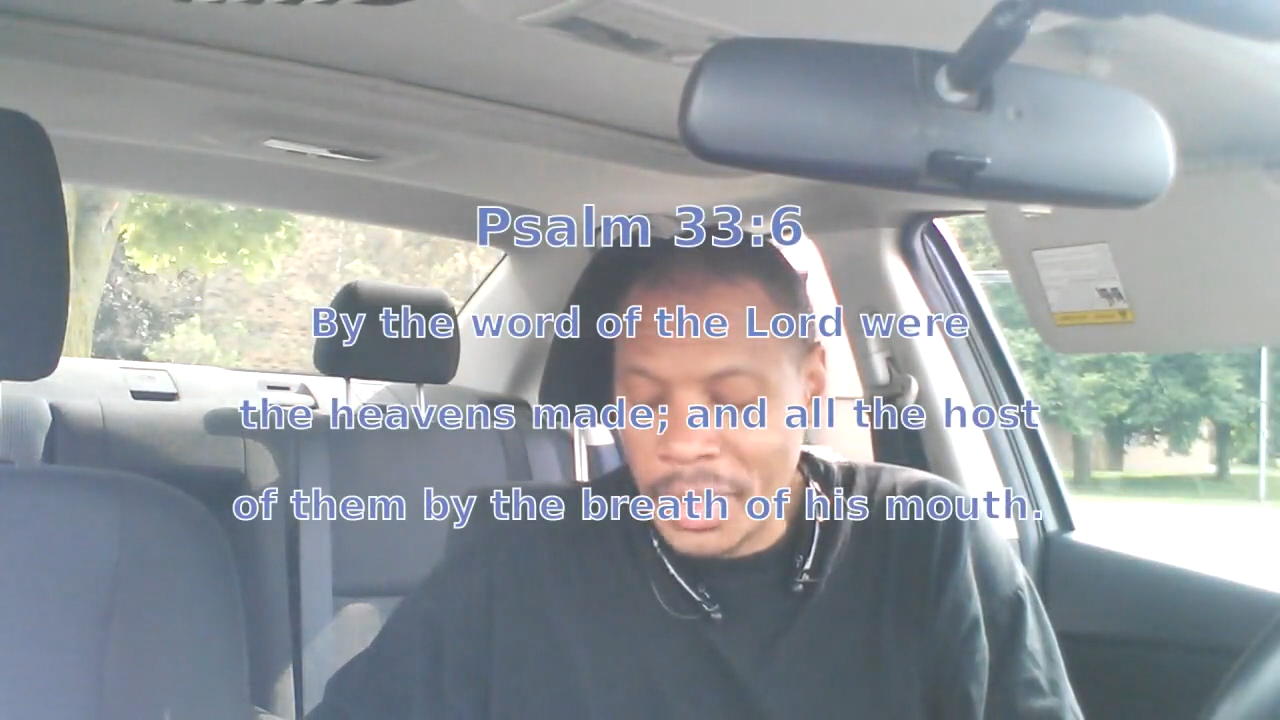 Psalm 33:6
By the word of the Lord were
the heavens made; and all the host
of them by the breath of his mouth.